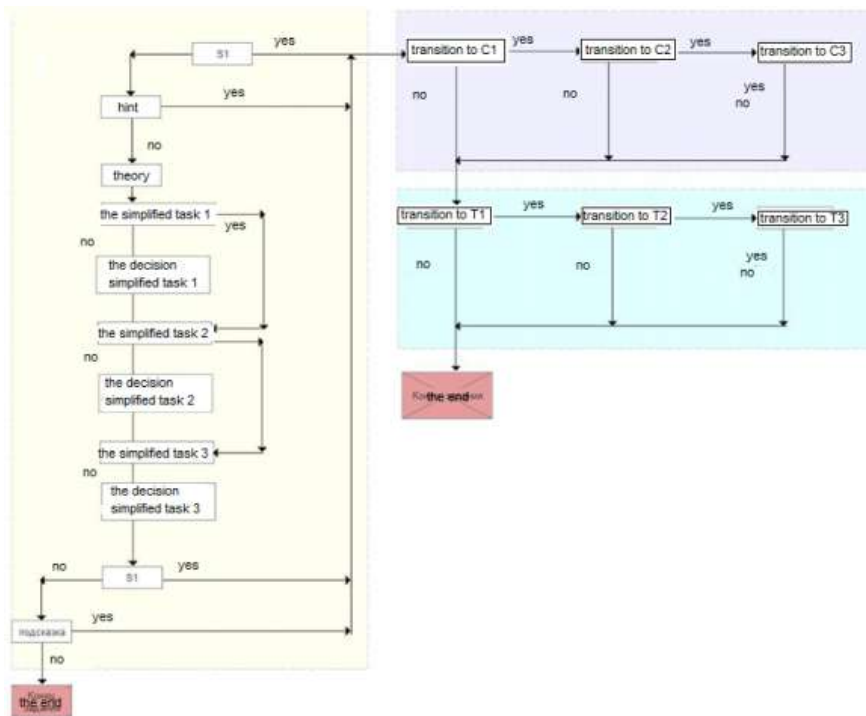 S1
yes
hint
yes
no
theory
the simplified task 1
yes
no
the decision
simplified task 1
the simplified task 2
no
the decision
simplified task 2
the simplified task 3
no
the decision
simplified task 3
no
S1
yes
подсказка
yes
no
the end
transition to C1
yes
transition to C2
yes
transition to C3
no
no
yes
no
transition to T1
yes
transition to T2
yes
transition to T3
no
no
yes
no
the end